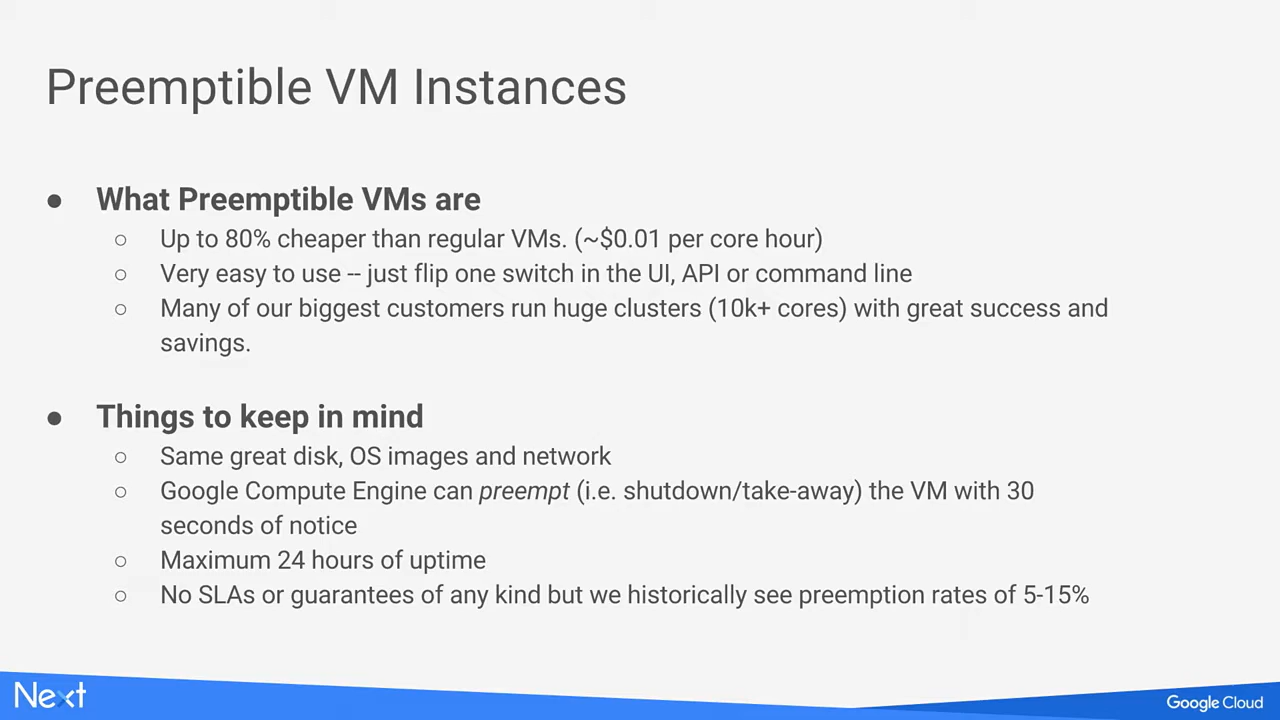 Preemptible VM Instances
● What Preemptible VMs are
○ Up to 80% cheaper than regular VMs. (~$0.01 per core hour)
○ Very easy to use -- just flip one switch in the UI, API or command line
○ Many of our biggest customers run huge clusters (10k+ cores) with great success and
savings.
● Things to keep in mind
○ Same great disk, OS images and network
○ Google Compute Engine can preempt (i.e. shutdown/take-away) the VM with 30
seconds of notice
○ Maximum 24 hours of uptime
○ No SLAs or guarantees of any kind but we historically see preemption rates of 5-15%
Next
Google Cloud